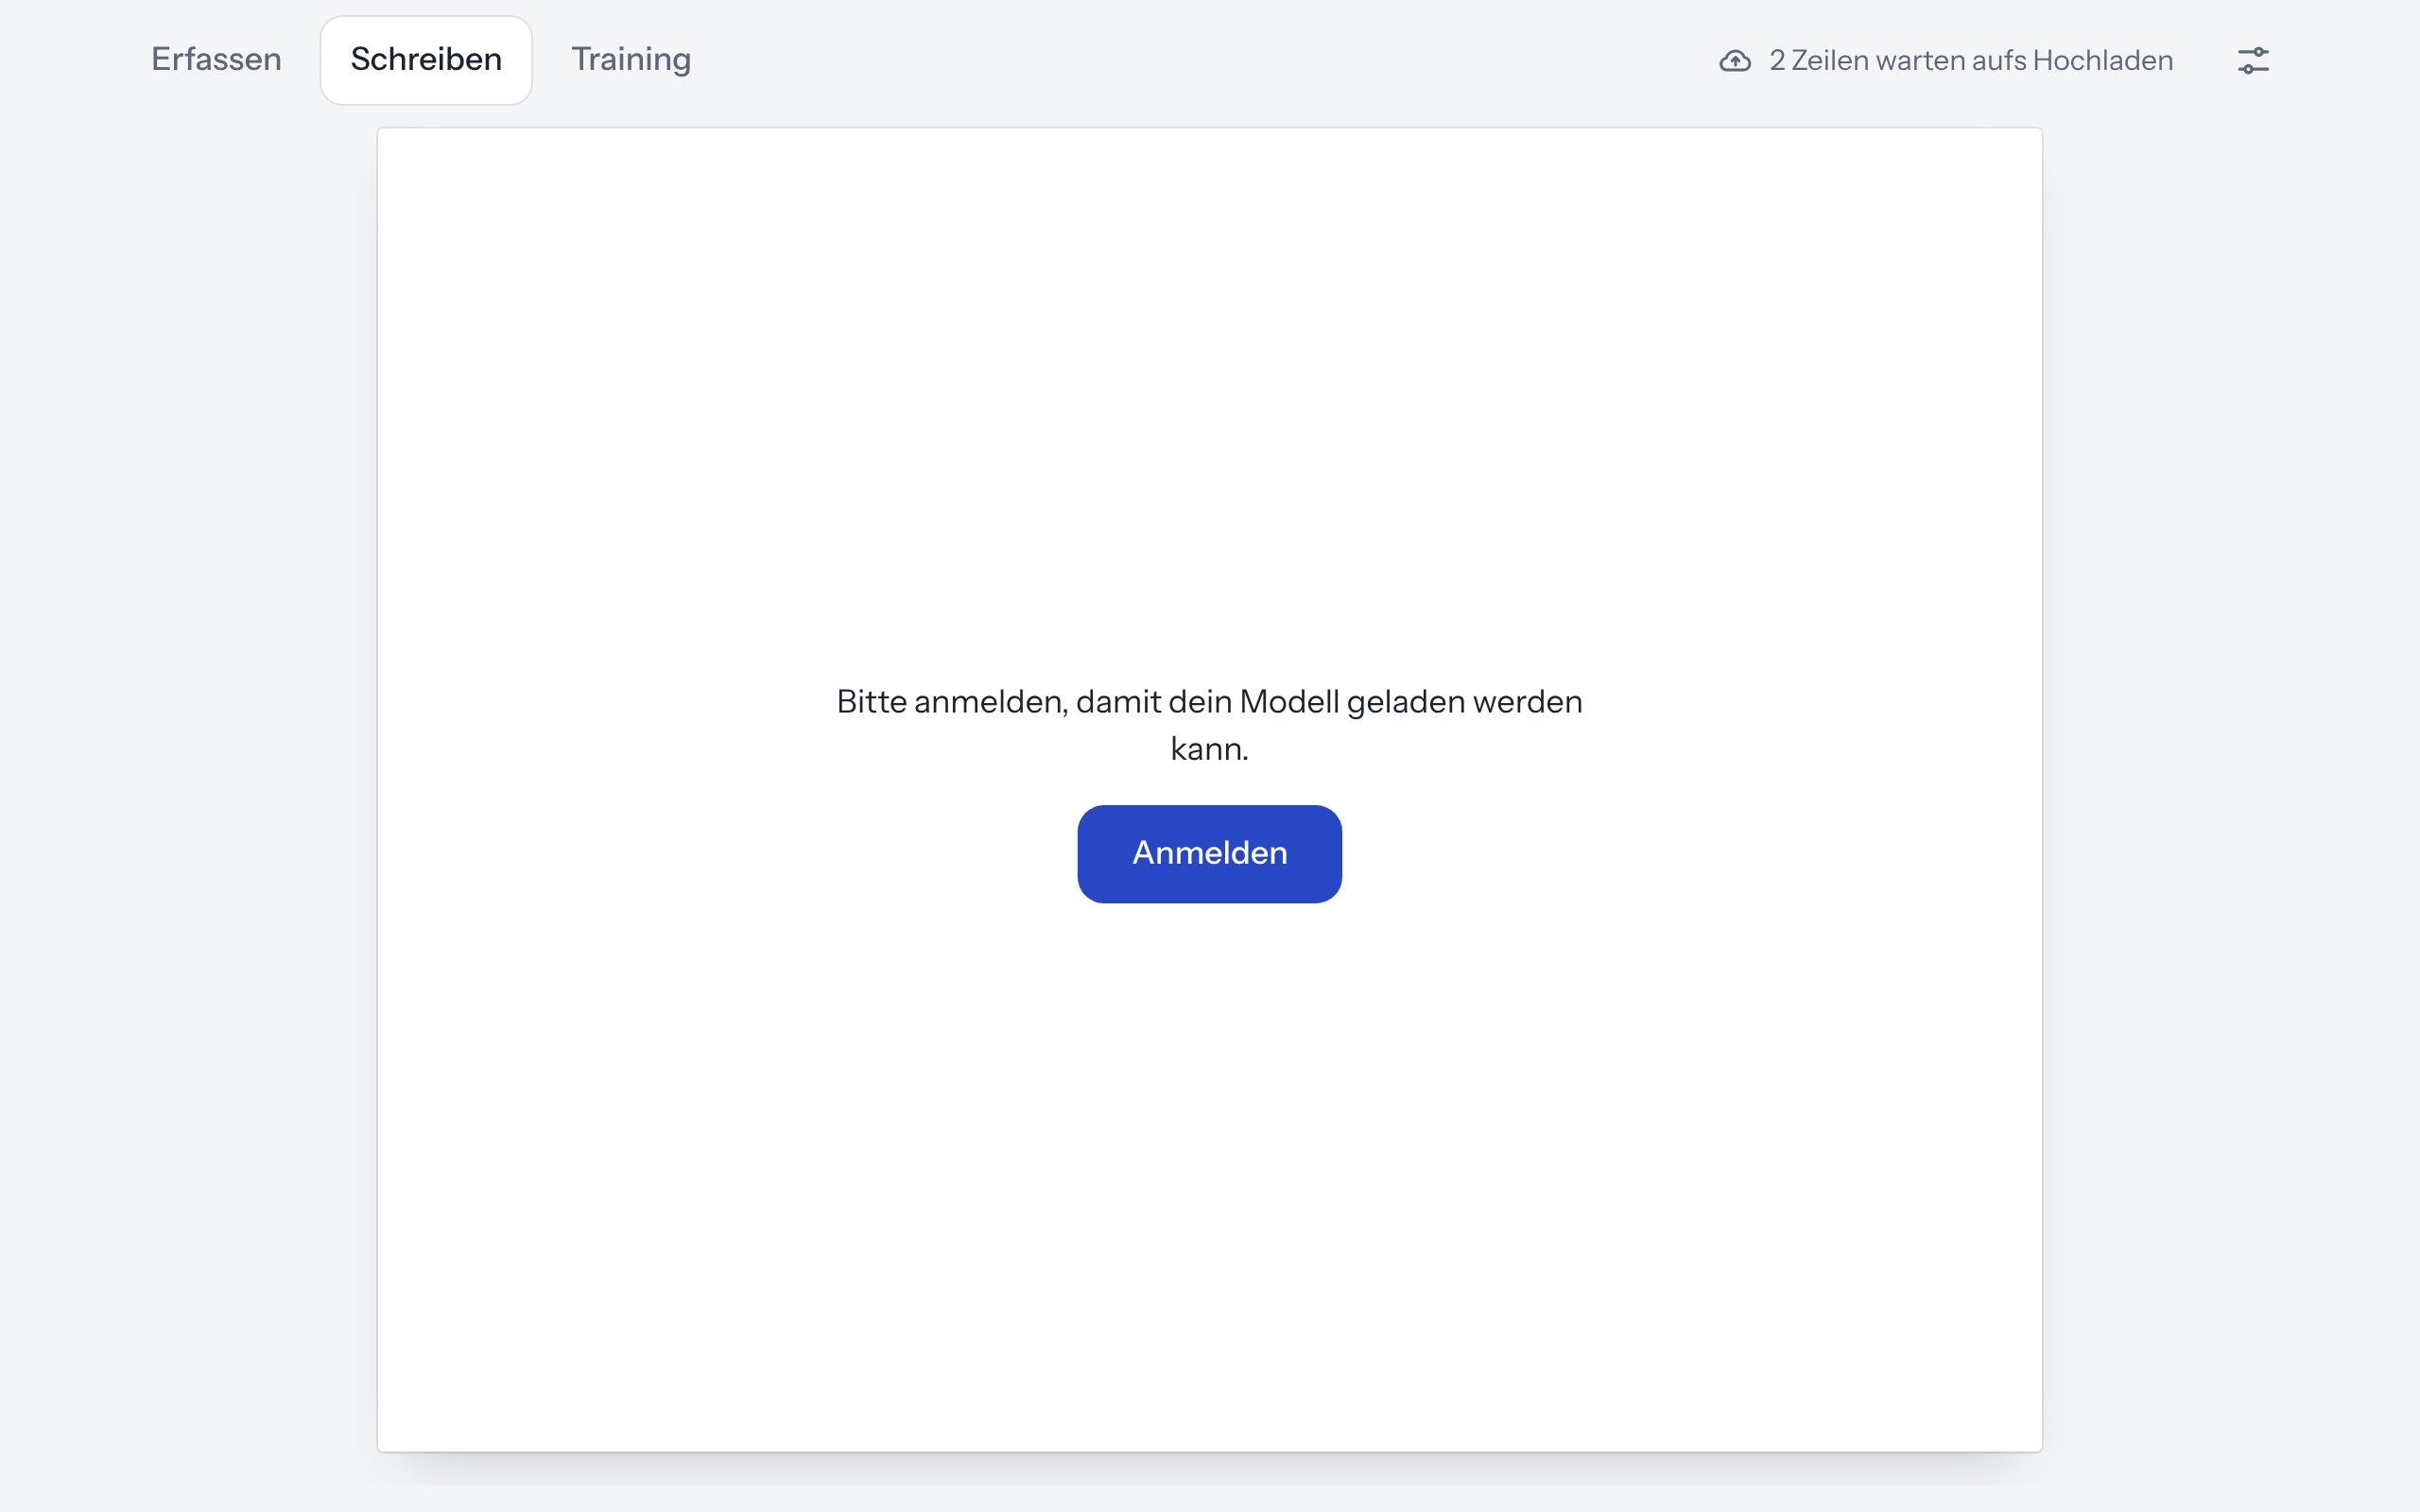 Erfassen Schreiben Training 2 Zeilen warten aufs Hochladen
Bitte anmelden, damit dein Modell geladen werden
kann.
Anmelden